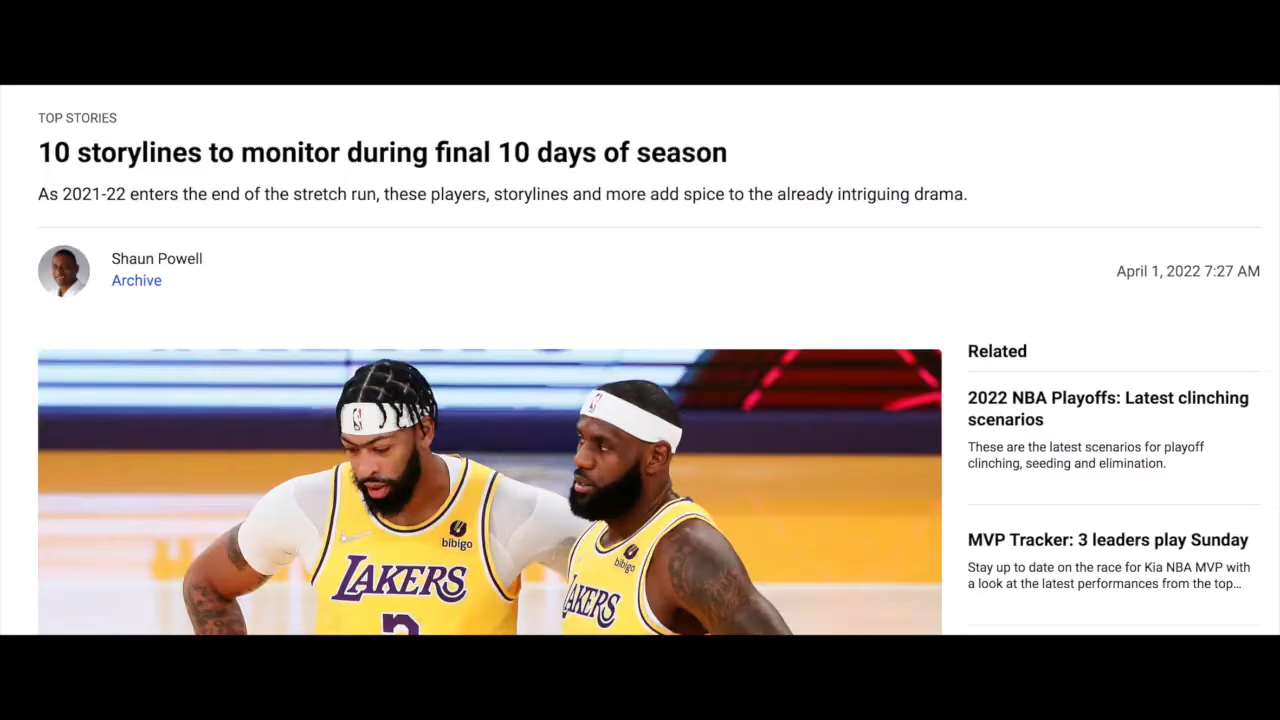 TOP STORIES
10 storylines to monitor during final 10 days of season
As 2021-22 enters the end of the stretch run, these players, storylines and more add spice to the already intriguing drama.
Shaun Powell
Archive
April 1, 2022 7:27 AM
Related
2022 NBA Playoffs: Latest clinching
scenarios
These are the latest scenarios for playoff
clinching, seeding and elimination.
MVP Tracker: 3 leaders play Sunday
Stay up to date on the race for Kia NBA MVP with
a look at the latest performances from the top...
bibigo
LAKERS
bibigo
LAKERS